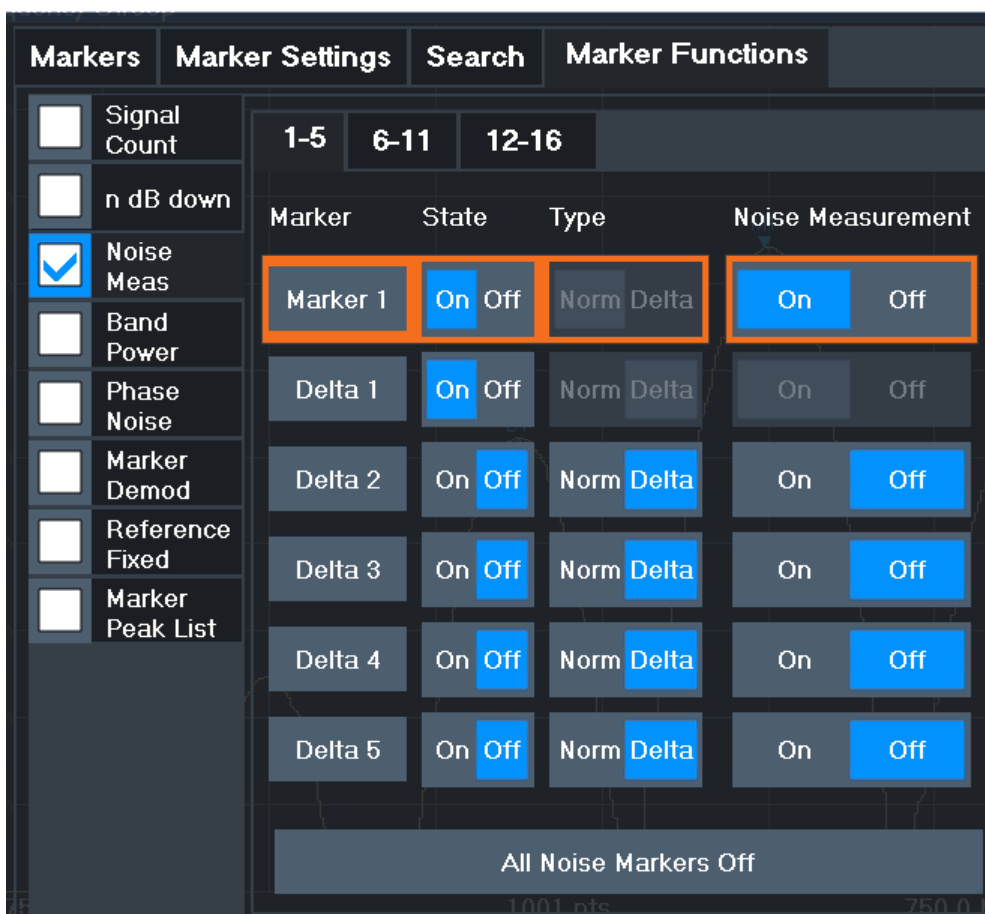 Markers Marker Settings Search Marker Functions
Signal
Count
n dB down
Noise
Meas
Band
Power
Phase
Noise
Marker
Demod
Reference
Fixed
Marker
Peak List
1-5 6-11 12-16
Marker State Type Noise Measurement
Marker 1 On Off Norm Delta On Off
Delta 1 On Off Norm Delta On Off
Delta 2 On Off Norm Delta On Off
Delta 3 On Off Norm Delta On Off
Delta 4 On Off Norm Delta On Off
Delta 5 On Off Norm Delta On Off
All Noise Markers Off
1001 pts